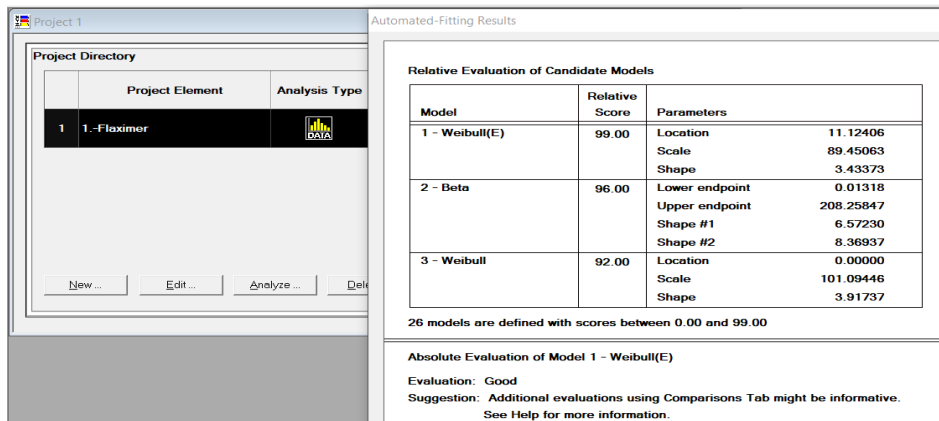 Project 1
Project Directory
Project Element Analysis Type
1 1.-Flaximer DATA
New ... Edit ... Analyze ...
Automated-Fitting Results
Relative Evaluation of Candidate Models
Relative
Model Score Parameters
1 - Weibull(E) 99.00 Location 11.12406
Scale 89.45063
Shape 3.43373
2 - Beta 96.00 Lower endpoint 0.01318
Upper endpoint 208.25847
Shape #1 6.57230
Shape #2 8.36937
3 - Weibull 92.00 Location 0.00000
Scale 101.09446
Shape 3.91737
26 models are defined with scores between 0.00 and 99.00
Absolute Evaluation of Model 1 - Weibull(E)
Evaluation: Good
Suggestion: Additional evaluations using Comparisons Tab might be informative.
See Help for more information.